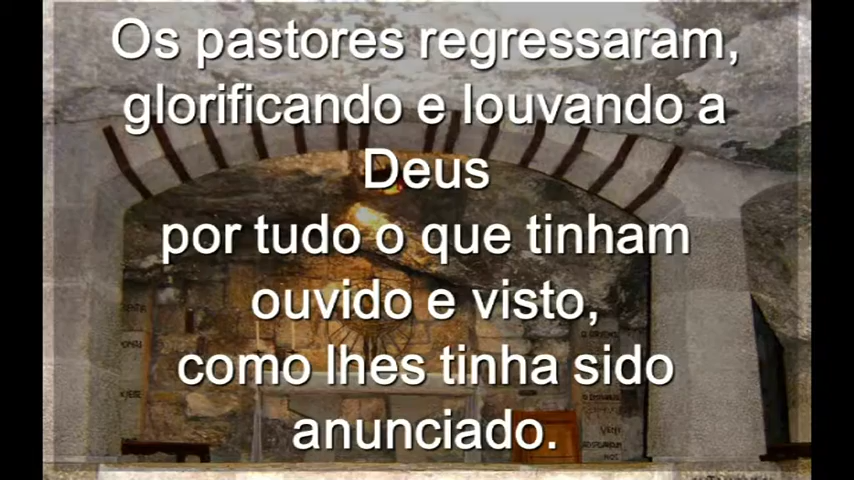 Os pastores regressaram,
glorificando e louvando a
Deus
por tudo o que tinham
ouvido e visto,
como lhes tinha sido
anunciado.